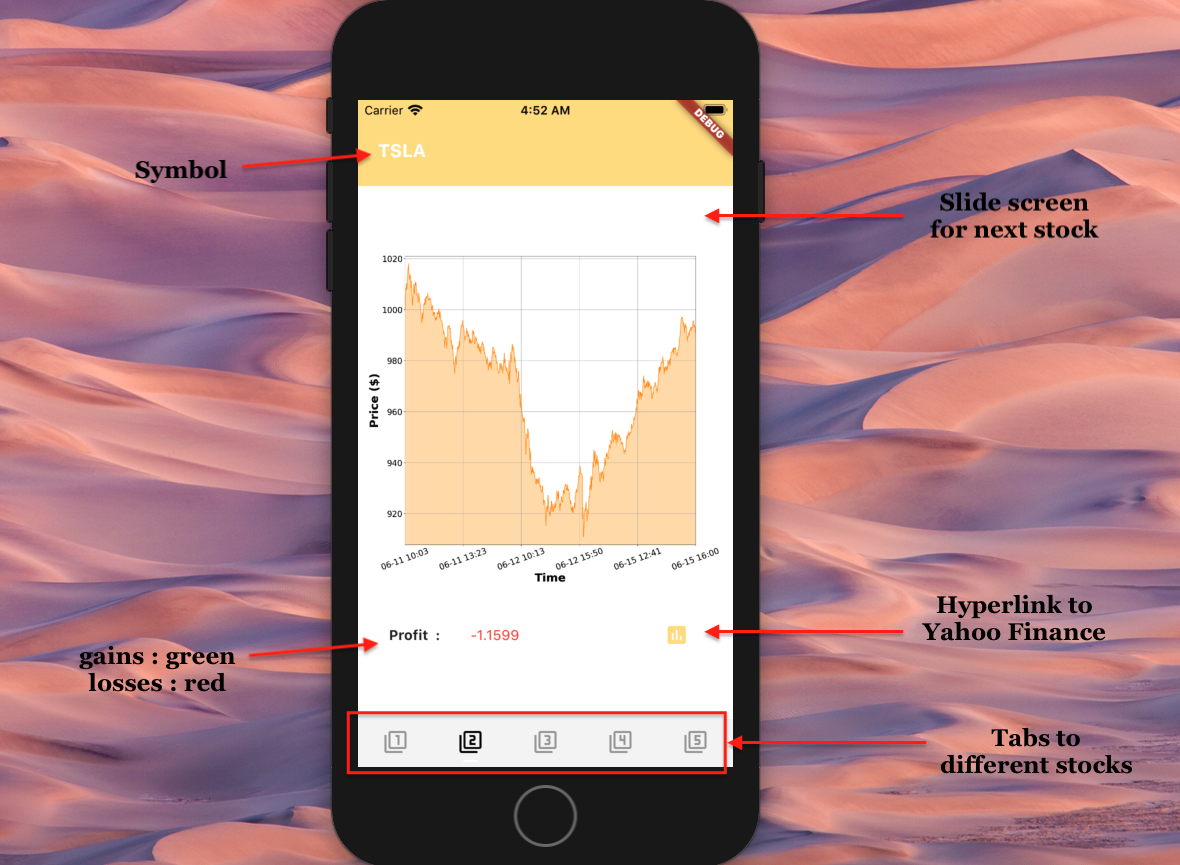 Carrier
4:52 AM
DEBUG
TSLA
Symbol
Slide screen
for next stock
1020
1000
980
960
940
920
Price ($)
06-11 10:03
06-11 13:23
06-12 10:13
06-12 15:50
06-15 12:41
06-15 16:00
Time
Hyperlink to
Yahoo Finance
Profit :
-1.1599
gains : green
losses : red
1
2
3
4
5
Tabs to
different stocks